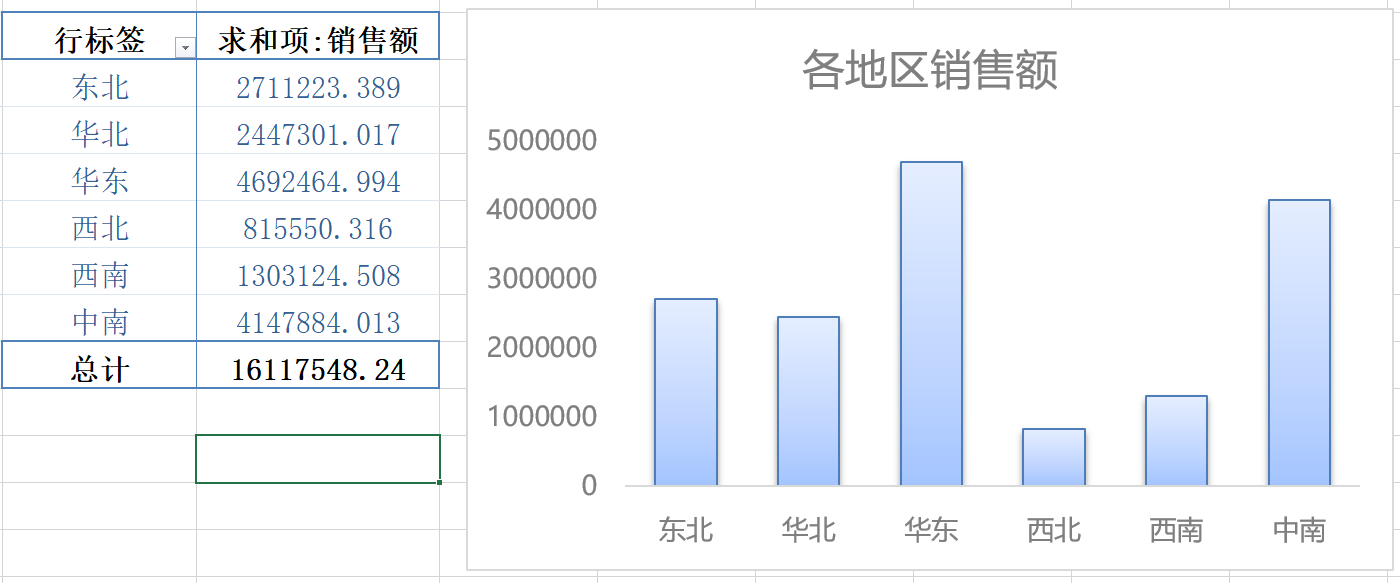 行标签 求和项:销售额
东北 2711223.389
华北 2447301.017
华东 4692464.994
西北 815550.316
西南 1303124.508
中南 4147884.013
总计 16117548.24
各地区销售额
5000000
4000000
3000000
2000000
1000000
0
东北 华北 华东 西北 西南 中南